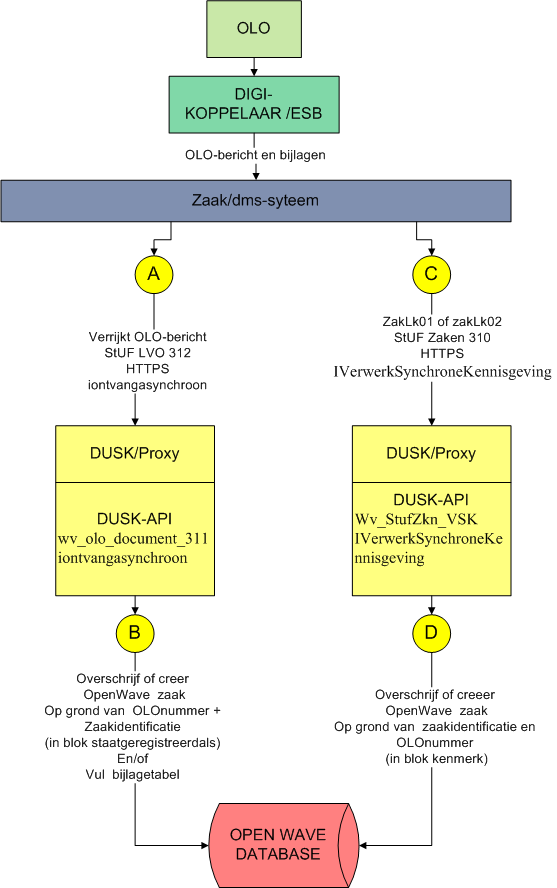 OLO
DIGI-
KOPPELAAR /ESB
OLO-bericht en bijlagen
Zaak/dms-syteem
A
Verrijkt OLO-bericht
StUF LVO 312
HTTPS
iontvangasynchroon
DUSK/Proxy
DUSK-API
wv_olo_document_311
iontvangasynchroon
B
Overschrijf of creer
OpenWave  zaak
Op grond van  OLOnummer +
Zaakidentificatie
(in blok staatgeregistreerdals)
En/of
Vul  bijlagetabel
C
ZakLk01 of zakLk02
StUF Zaken 310
HTTPS
IVerwerkSynchroneKennisgeving
DUSK/Proxy
DUSK-API
Wv_StufZkn_VSK
IVerwerkSynchroneKe
nnisgeving
D
Overschrijf of creeer
OpenWave  zaak
Op grond van  zaakidentificatie en
OLOnummer
(in blok kenmerk)
OPEN WAVE
DATABASE